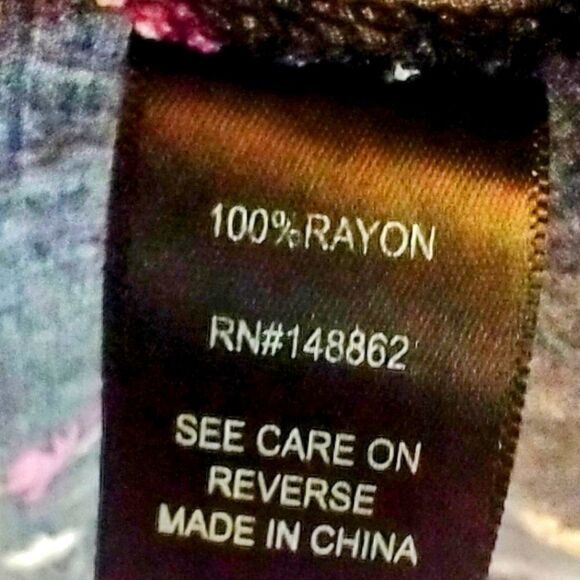 100%RAYON
RN#148862
SEE CARE ON
REVERSE
MADE IN CHINA